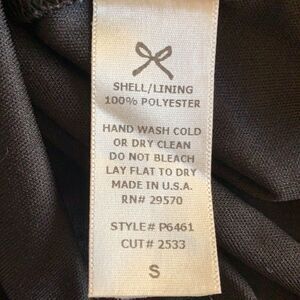 SHELL/LINING
100% POLYESTER
HAND WASH COLD
OR DRY CLEAN
DO NOT BLEACH
LAY FLAT TO DRY
MADE IN U.S.A.
RN# 29570
STYLE# P6461
CUT# 2533
S